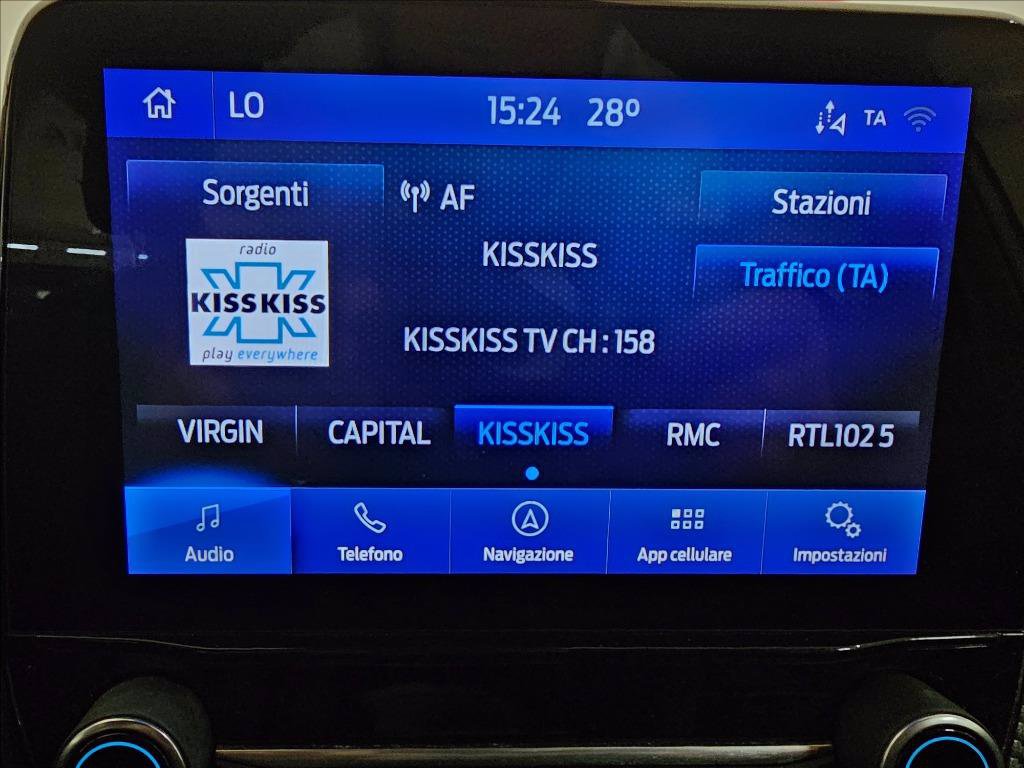 LO 15:24 28º TA
Sorgenti AF Stazioni
radio
KISSKISS
play everywhere
KISSKISS
Traffico (TA)
KISSKISS TV CH : 158
VIRGIN CAPITAL KISSKISS RMC RTL102 5
Audio Telefono Navigazione App cellulare Impostazioni